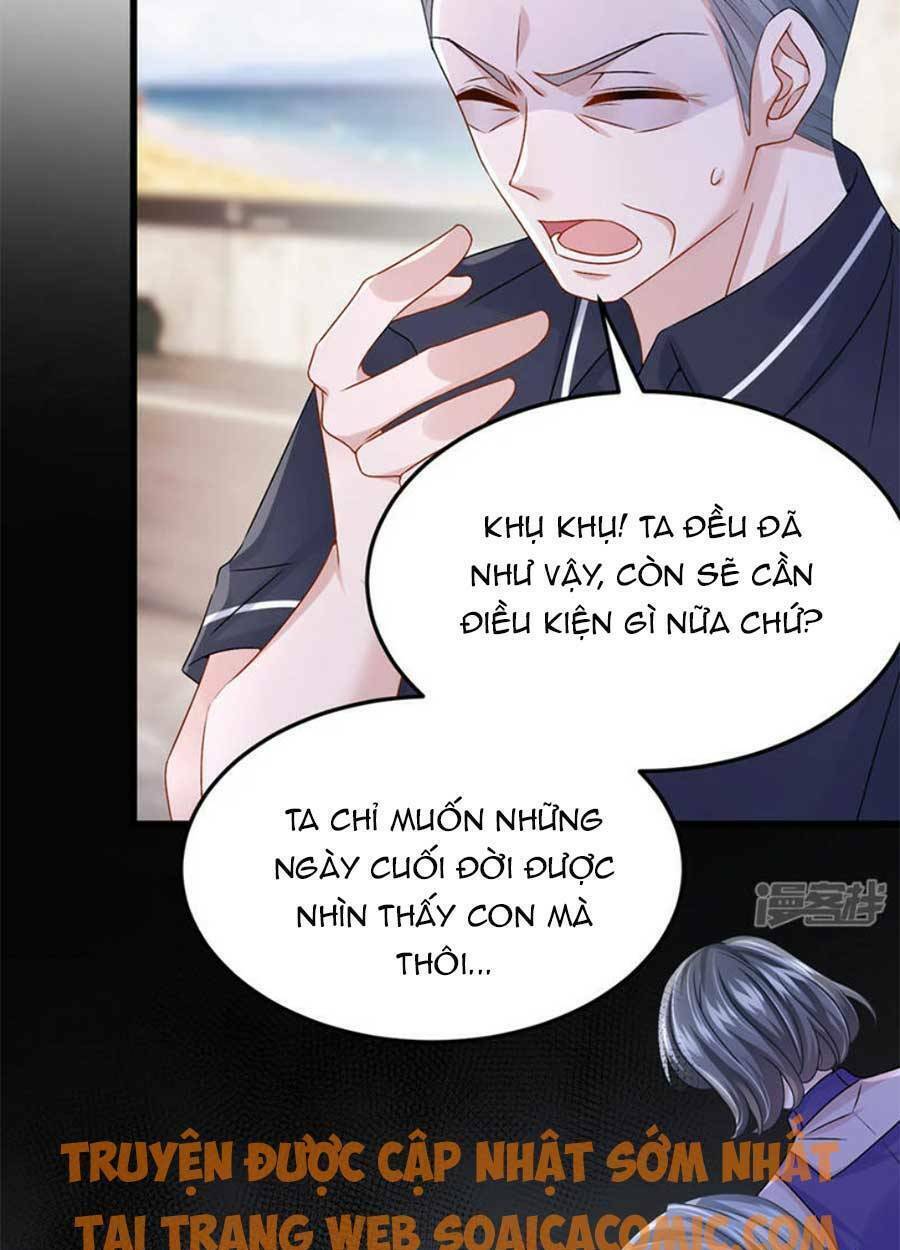 KHỤ KHỤ! TA ĐỀU ĐÃ
NHƯ VẬY, CÒN SẼ CẦN
ĐIỀU KIỆN GÌ NỮA CHỨ?
TA CHỈ MUỐN NHỮNG
NGÀY CUỐI ĐỜI ĐƯỢC
NHÌN THẤY CON MÀ
THÔI...
漫客栈
TRUYỆN ĐƯỢC CẬP NHẬT SỚM NHẤT
TẠI TRANG WEB SOAICACOMIC.COM